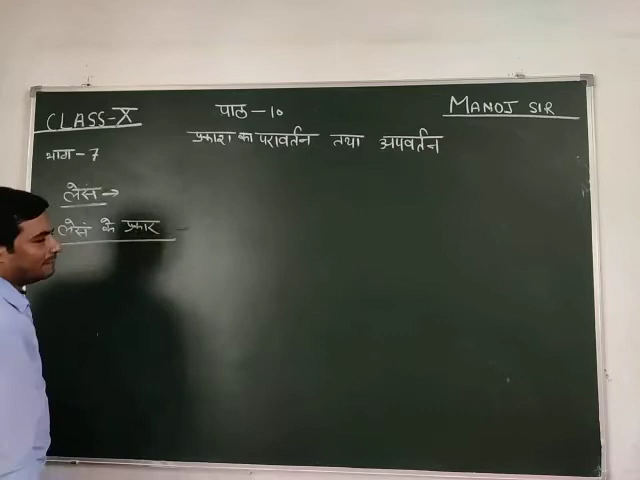 CLASS-X
पाठ-10
MANOJ SIR
प्रकाश का परावर्तन तथा अपवर्तन
भाग-7
लेंस→
लेंस के प्रकार